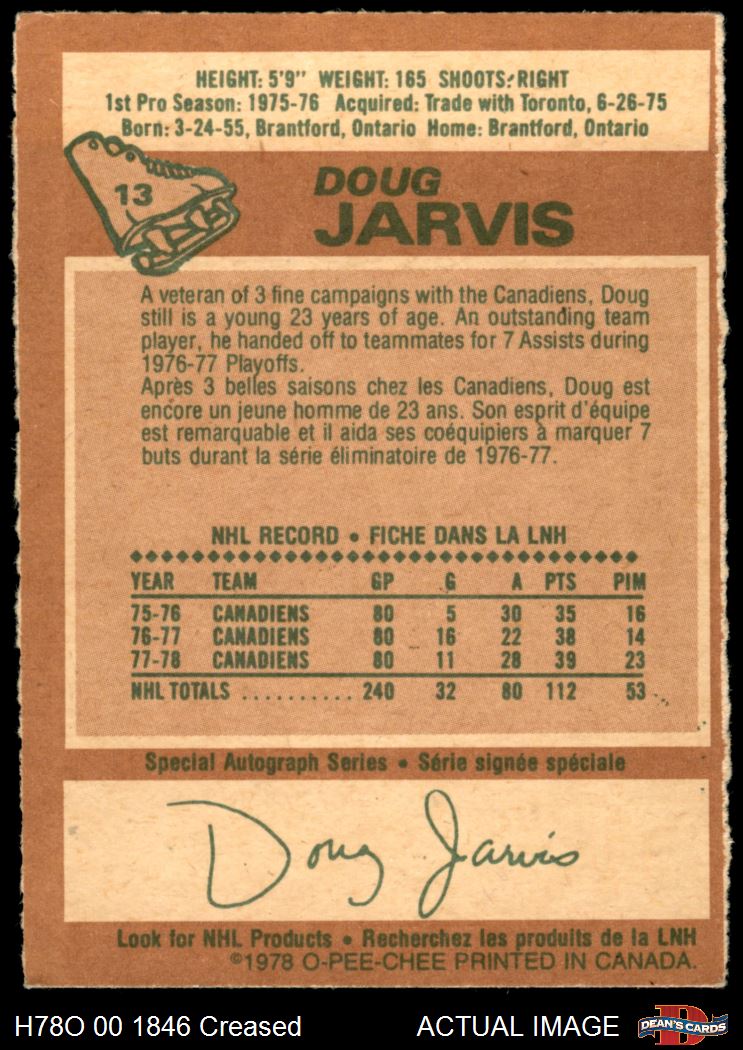 HEIGHT: 5'9" WEIGHT: 165 SHOOTS: RIGHT
1st Pro Season: 1975-76 Acquired: Trade with Toronto, 6-26-75
Born: 3-24-55, Brantford, Ontario Home: Brantford, Ontario
13
DOUG
JARVIS
A veteran of 3 fine campaigns with the Canadiens, Doug
still is a young 23 years of age. An outstanding team
player, he handed off to teammates for 7 Assists during
1976-77 Playoffs.
Après 3 belles saisons chez les Canadiens, Doug est
encore un jeune homme de 23 ans. Son esprit d'équipe
est remarquable et il aida ses coéquipiers à marquer 7
buts durant la série éliminatoire de 1976-77.
NHL RECORD • FICHE DANS LA LNH
YEAR TEAM GP G A PTS PIM
75-76 CANADIENS 80 5 30 35 16
76-77 CANADIENS 80 16 22 38 14
77-78 CANADIENS 80 11 28 39 23
NHL TOTALS .......... 240 32 80 112 53
Special Autograph Series • Série signée spéciale
Doug Jarvis
Look for NHL Products • Recherchez les produits de la LNH
©1978 O-PEE-CHEE PRINTED IN CANADA.
H78O 00 1846 Creased ACTUAL IMAGE D DEAN'S CARDS